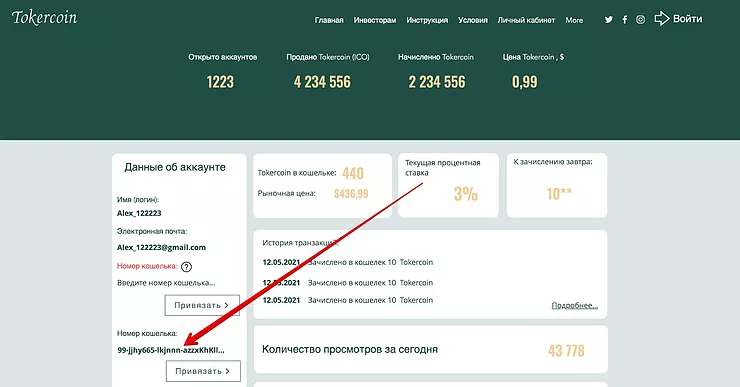 Tokercoin
Главная Инвесторам Инструкция Условия Личный кабинет More
Войти
Открыто аккаунтов Продано Tokercoin (ICO) Начисленно Tokercoin Цена Tokercoin , $
1223 4 234 556 2 234 556 0,99
Данные об аккаунте
Имя (логин):
Alex_122223
Электронная почта:
Alex_122223@gmail.com
Номер кошелька: ?
Введите номер кошелька...
Привязать >
Номер кошелька:
99-jjhy665-lkjnnn-azzxKhKll...
Привязать >
Tokercoin в кошельке: 440
Рыночная цена: $436,99
Текущая процентная
ставка
3%
К зачислению завтра:
10**
История транзакций:
12.05.2021 Зачислено в кошелек 10 Tokercoin
12.05.2021 Зачислено в кошелек 10 Tokercoin
12.05.2021 Зачислено в кошелек 10 Tokercoin
Подробнее...
Количество просмотров за сегодня 43 778